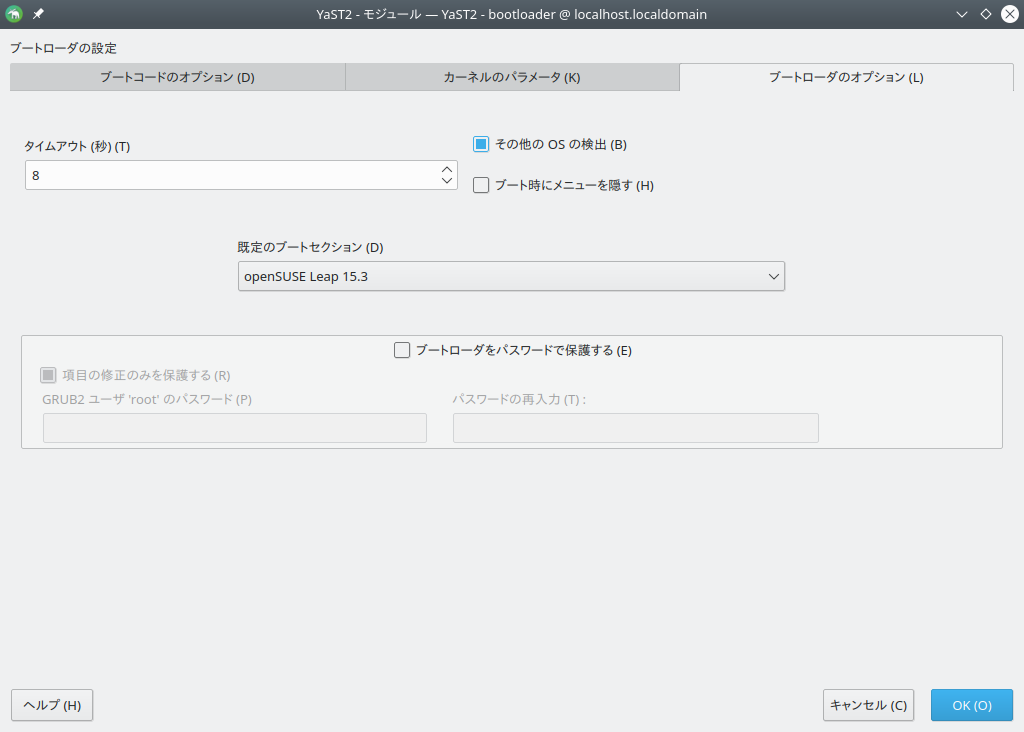 YaST2 - モジュール — YaST2 - bootloader @ localhost.localdomain
ブートローダの設定
ブートコードのオプション (D)
カーネルのパラメータ (K)
ブートローダのオプション (L)
タイムアウト (秒) (T)
8
その他の OS の検出 (B)
ブート時にメニューを隠す (H)
既定のブートセクション (D)
openSUSE Leap 15.3
ブートローダをパスワードで保護する (E)
項目の修正のみを保護する (R)
GRUB2 ユーザ 'root' のパスワード (P)
パスワードの再入力 (T) :
ヘルプ (H)
キャンセル (C)
OK (O)